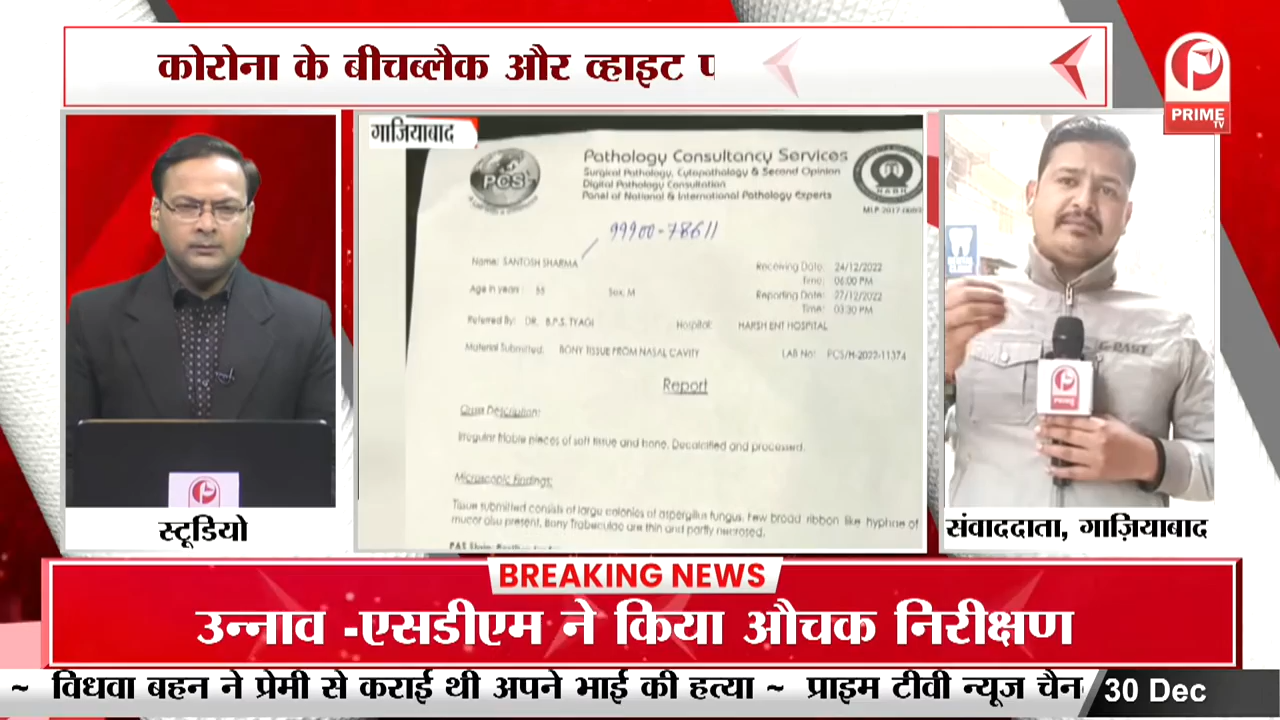 कोरोना के बीचब्लैक और व्हाइट
PRIME
TV
गाजियाबाद
PCS
Pathology Consultancy Services
Surgical Pathology, Cytopathology & Second Opinion
Digital Pathology Consultation
Panel of National & International Pathology Experts
NABH
99900-78611
Name: SANTOSH SHARMA
Receiving Date: 24/12/2022
Time: 06:00 PM
Age in years : 55 Sex: M
Reporting Date: 27/12/2022
Time: 03:30 PM
Referred By: DR. B.P.S. TYAGI Hospital: HARSH ENT HOSPITAL
Material Submitted: BONY TISSUE FROM NASAL CAVITY LAB No: PCS/H-2022-11374
Report
Gross Description:
Irregular friable pieces of soft tissue and bone. Decalcified and processed.
Microscopic Findings:
Tissue submitted consists of large colonies of aspergillus fungus. Few broad ribbon like hyphae of
mucor also present. Bony Trabeculae are thin and partly necrosed.
स्टूडियो
संवाददाता, गाज़ियाबाद
BREAKING NEWS
उन्नाव -एसडीएम ने किया औचक निरीक्षण
~ विधवा बहन ने प्रेमी से कराई थी अपने भाई की हत्या ~ प्राइम टीवी न्यूज चैन
30 Dec